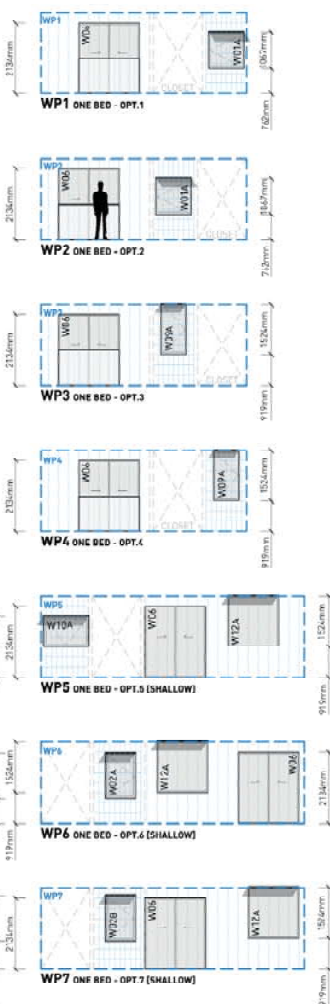 WP1
W06
W01A
CLOSET
2134mm
1067mm
762mm
WP1 ONE BED - OPT.1
WP2
W06
W01A
CLOSET
2134mm
1067mm
762mm
WP2 ONE BED - OPT.2
WP3
W06
W09A
CLOSET
2134mm
1524mm
919mm
WP3 ONE BED - OPT.3
WP4
W06
W09A
CLOSET
2134mm
1524mm
919mm
WP4 ONE BED - OPT.4
WP5
W10A
W06
W12A
2134mm
1524mm
919mm
WP5 ONE BED - OPT.5 [SHALLOW]
WP6
W02A
W12A
W06
1524mm
919mm
2134mm
WP6 ONE BED - OPT.6 [SHALLOW]
WP7
W02B
W06
W12A
2134mm
1524mm
WP7 ONE BED - OPT.7 [SHALLOW]